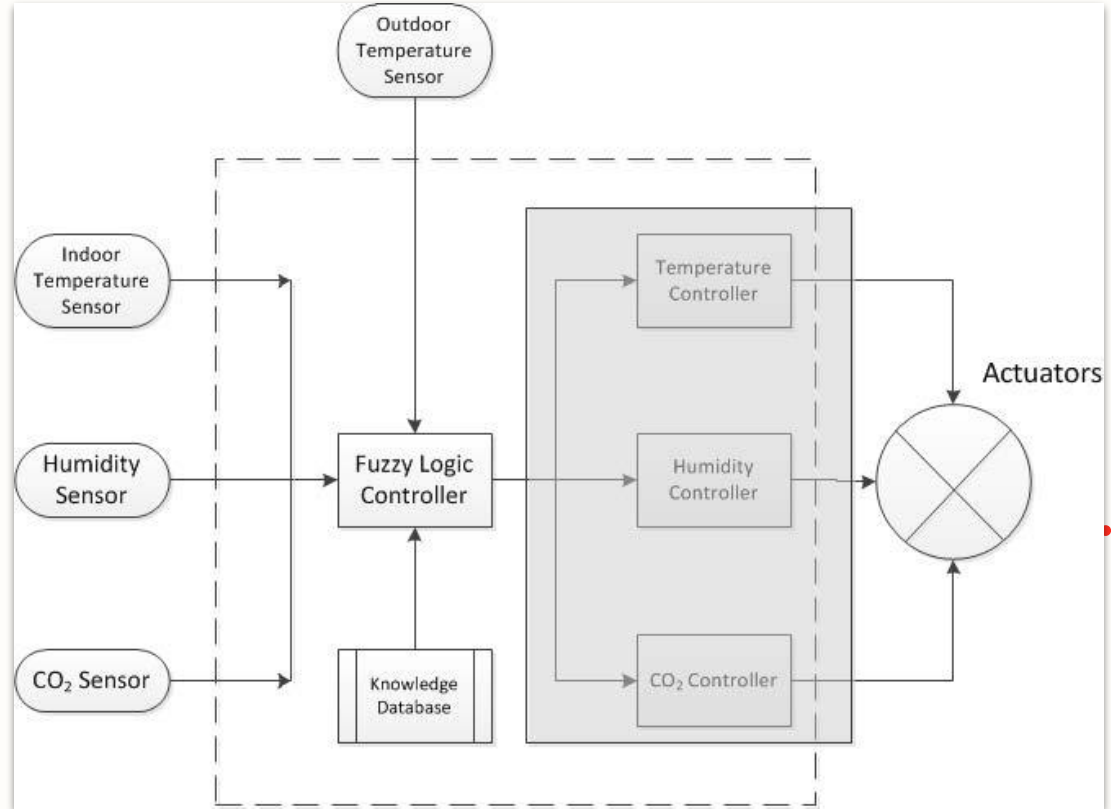 Outdoor
Temperature
Sensor
Indoor
Temperature
Sensor
Temperature
Controller
Actuators
Humidity
Sensor
Fuzzy Logic
Controller
Humidity
Controller
CO₂ Sensor
Knowledge
Database
CO₂ Controller